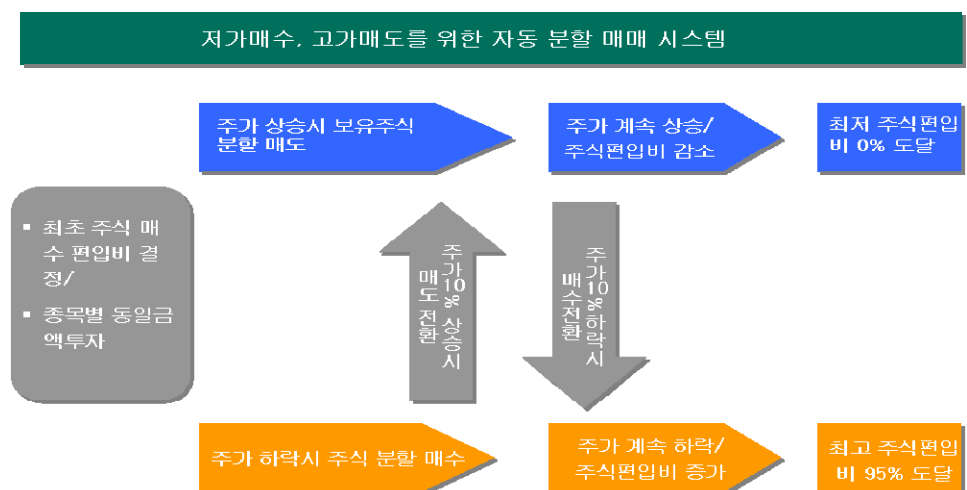 저가매수, 고가매도를 위한 자동 분할 매매 시스템
주가 상승시 보유주식
분할 매도
주가 계속 상승/
주식편입비 감소
최저 주식편입
비 0% 도달
▪ 최초 주식 매
수 편입비 결
정/
▪ 종목별 동일금
액투자
주가10% 상승시
매도 전환
주가10%하락시
매수전환
주가 하락시 주식 분할 매수
주가 계속 하락/
주식편입비 증가
최고 주식편입
비 95% 도달